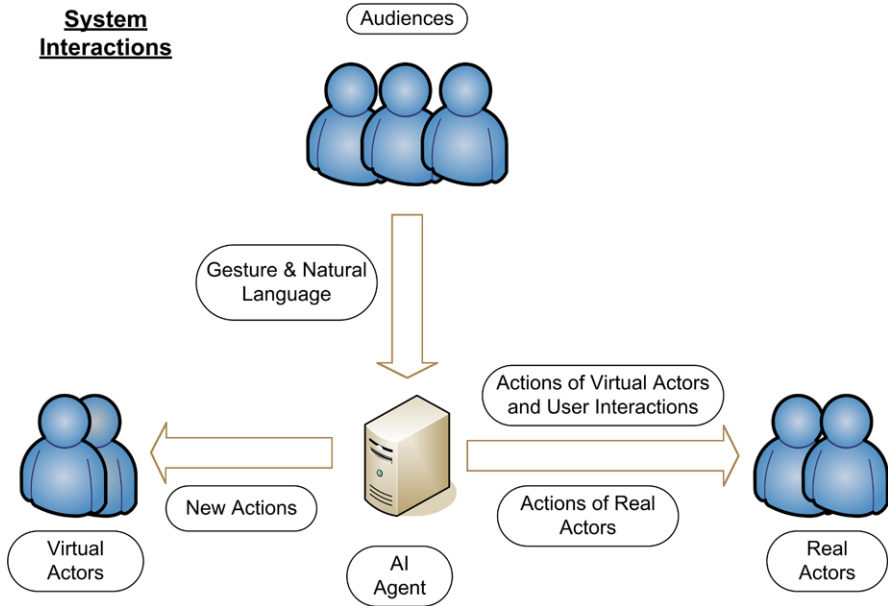 System
Interactions
Audiences
Gesture & Natural
Language
Actions of Virtual Actors
and User Interactions
New Actions
Actions of Real
Actors
Virtual
Actors
AI
Agent
Real
Actors